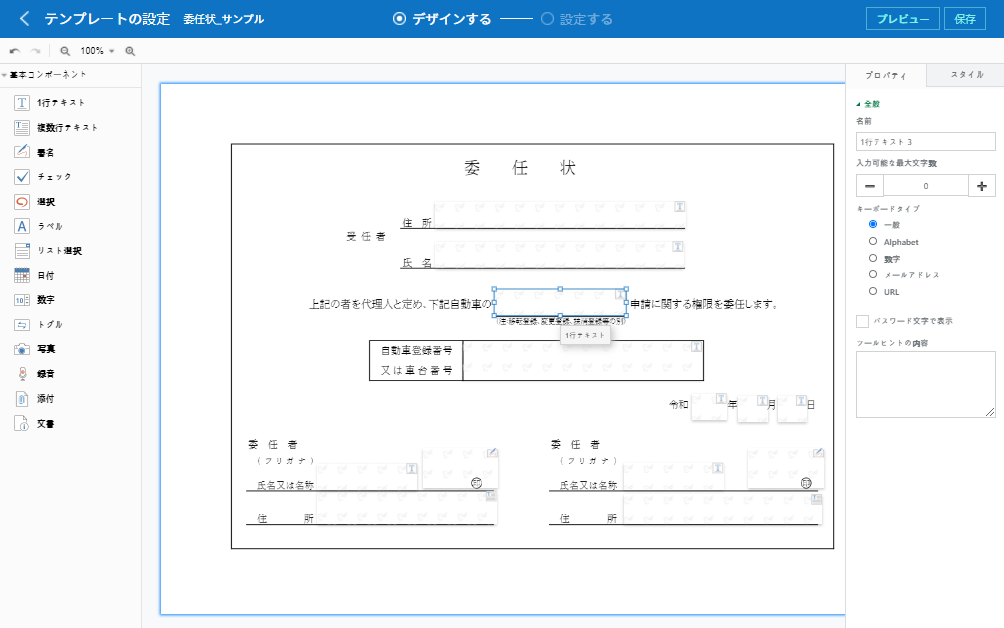 テンプレートの設定 委任状_サンプル
デザインする
設定する
プレビュー
保存
100%
基本コンポーネント
1行テキスト
複数行テキスト
署名
チェック
選択
ラベル
リスト選択
日付
数字
トグル
写真
録音
添付
文書
委 任 状
受任者
住 所
氏 名
上記の者を代理人と定め、下記自動車の
申請に関する権限を委任します。
(注:移転登録、変更登録、抹消登録等の別)
1行テキスト
自動車登録番号
又は車台番号
令和 年 月 日
委 任 者
(フリガナ)
氏名又は名称
印
住 所
委 任 者
(フリガナ)
氏名又は名称
印
住 所
プロパティ
スタイル
全般
名前
1行テキスト 3
入力可能な最大文字数
0
キーボードタイプ
一般
Alphabet
数字
メールアドレス
URL
パスワード文字で表示
ツールヒントの内容